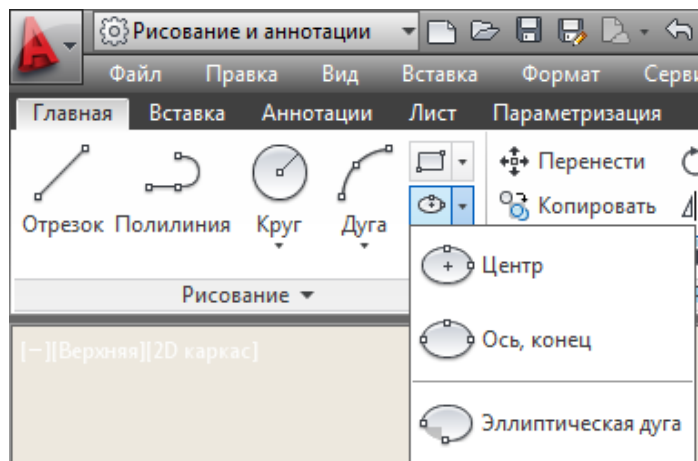 Рисование и аннотации
Файл Правка Вид Вставка Формат
Главная Вставка Аннотации Лист Параметризация
Отрезок Полилиния Круг Дуга
Перенести
Копировать
Рисование
Центр
Ось, конец
Эллиптическая дуга
[−][Верхняя][2D каркас]